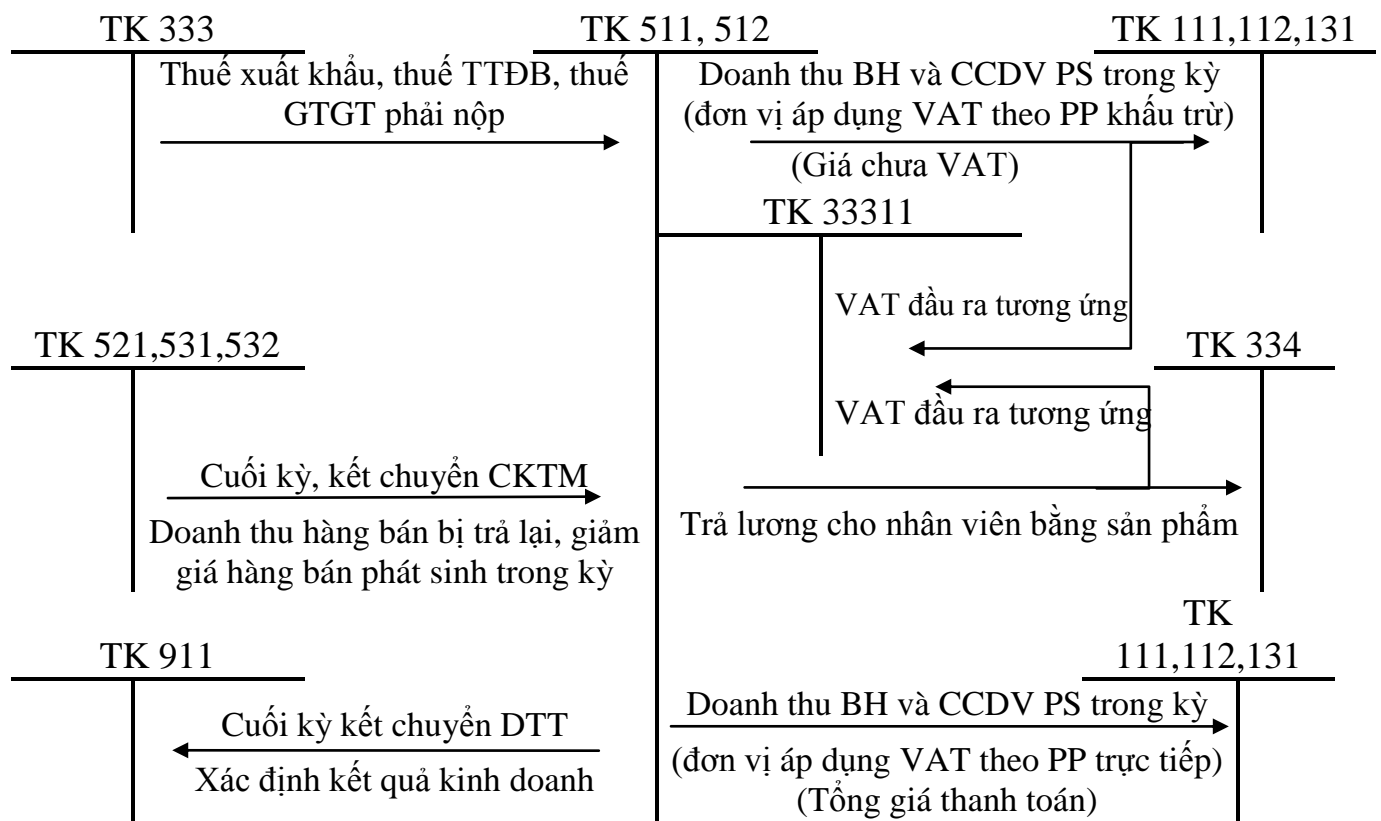 TK 333
TK 511, 512
TK 111,112,131
Thuế xuất khẩu, thuế TTĐB, thuế
GTGT phải nộp
Doanh thu BH và CCDV PS trong kỳ
(đơn vị áp dụng VAT theo PP khấu trừ)
(Giá chưa VAT)
TK 33311
VAT đầu ra tương ứng
TK 521,531,532
TK 334
VAT đầu ra tương ứng
Cuối kỳ, kết chuyển CKTM
Doanh thu hàng bán bị trả lại, giảm
giá hàng bán phát sinh trong kỳ
Trả lương cho nhân viên bằng sản phẩm
TK 911
TK
111,112,131
Cuối kỳ kết chuyển DTT
Xác định kết quả kinh doanh
Doanh thu BH và CCDV PS trong kỳ
(đơn vị áp dụng VAT theo PP trực tiếp)
(Tổng giá thanh toán)